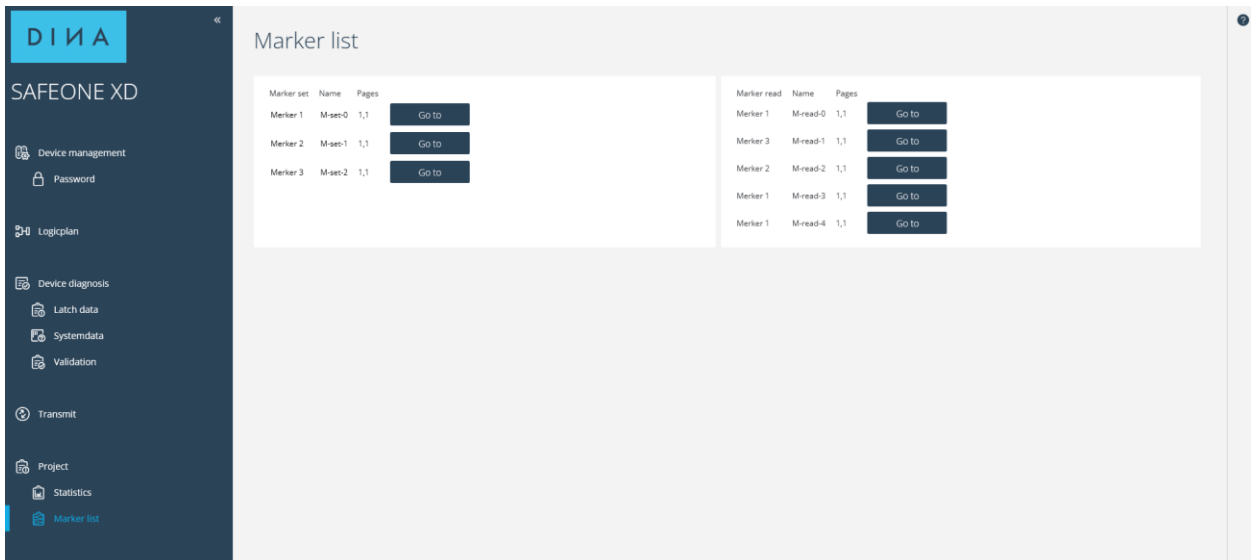 DINA
«
SAFEONE XD
Device management
Password
Logicplan
Device diagnosis
Latch data
Systemdata
Validation
Transmit
Project
Statistics
Marker list
Marker list
Marker set Name Pages
Merker 1 M-set-0 1,1 Go to
Merker 2 M-set-1 1,1 Go to
Merker 3 M-set-2 1,1 Go to
Marker read Name Pages
Merker 1 M-read-0 1,1 Go to
Merker 3 M-read-1 1,1 Go to
Merker 2 M-read-2 1,1 Go to
Merker 1 M-read-3 1,1 Go to
Merker 1 M-read-4 1,1 Go to
?